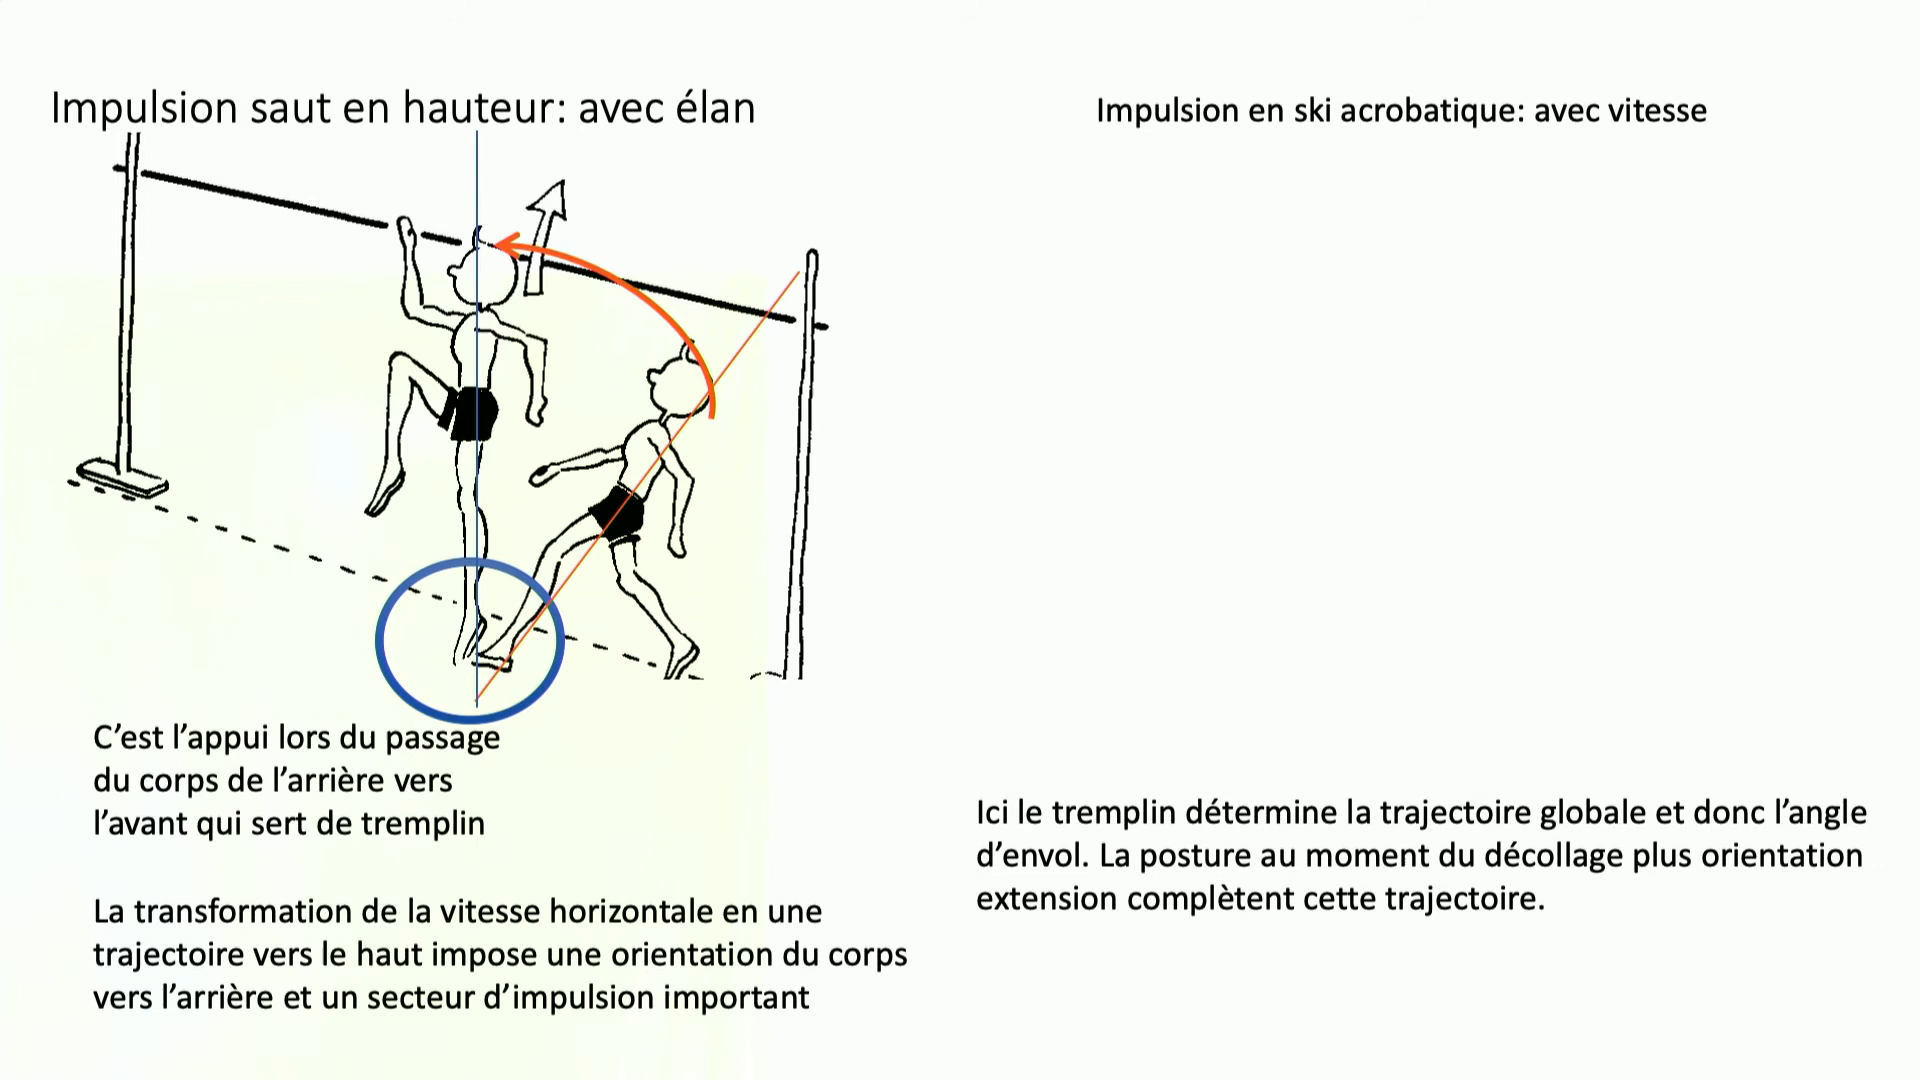 Impulsion saut en hauteur: avec élan
C’est l’appui lors du passage
du corps de l’arrière vers
l’avant qui sert de tremplin
La transformation de la vitesse horizontale en une
trajectoire vers le haut impose une orientation du corps
vers l’arrière et un secteur d’impulsion important
Impulsion en ski acrobatique: avec vitesse
Ici le tremplin détermine la trajectoire globale et donc l’angle
d’envol. La posture au moment du décollage plus orientation
extension complètent cette trajectoire.